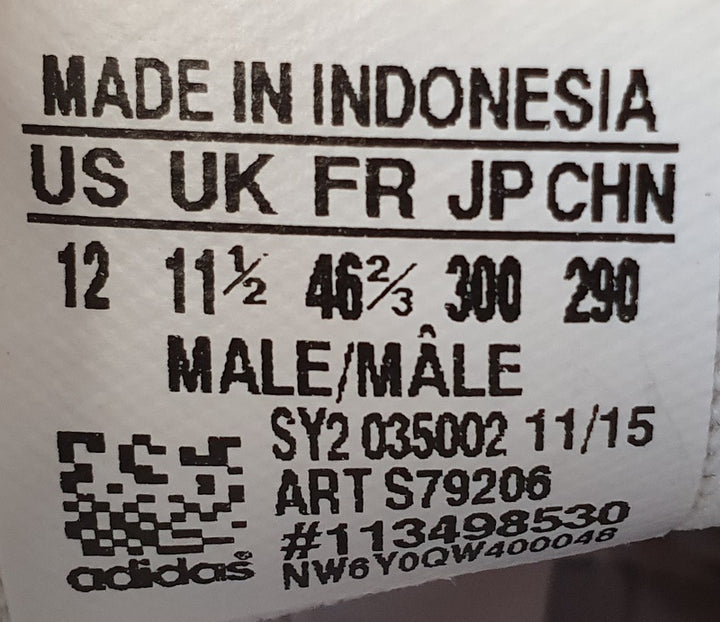 MADE IN INDONESIA
US UK FR JP CHN
12 11½ 46⅔ 300 290
MALE/MÂLE
SY2 035002 11/15
ART S79206
#113498530
adidas® NW6Y0QW400048